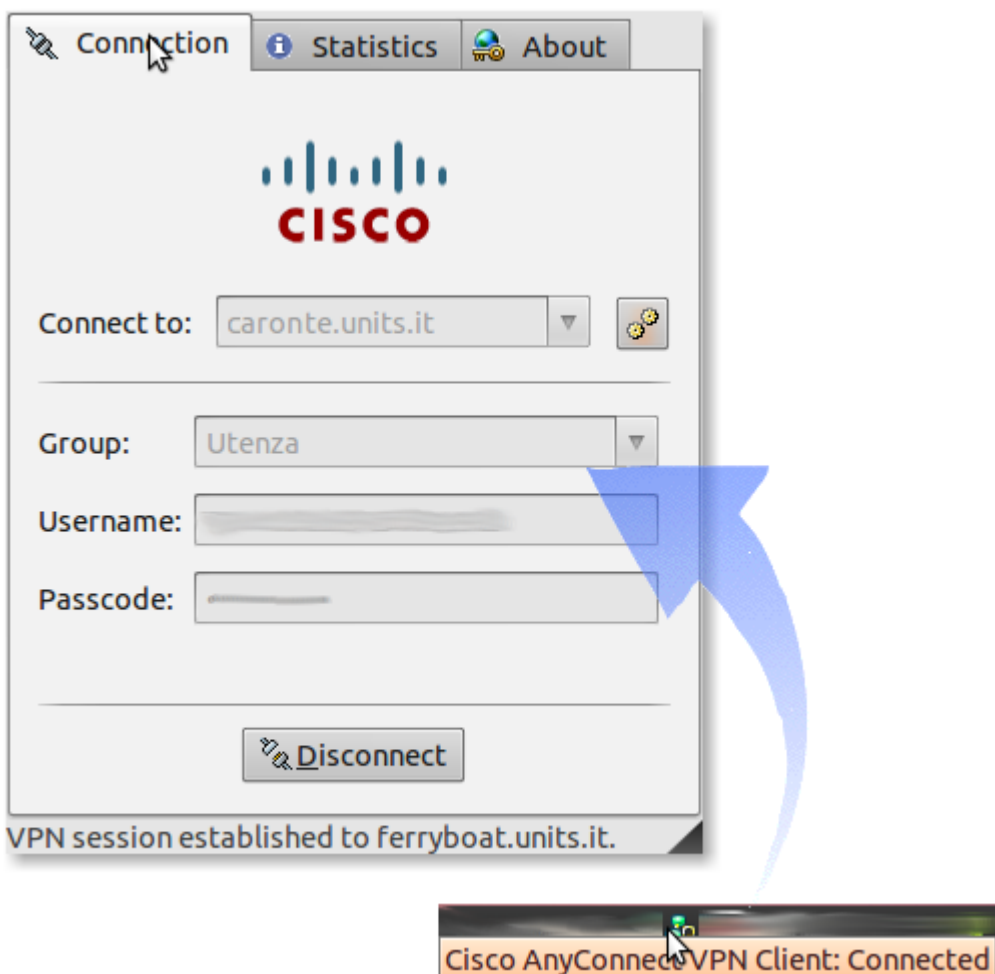 Connection Statistics About
CISCO
Connect to: caronte.units.it
Group: Utenza
Username:
Passcode:
Disconnect
VPN session established to ferryboat.units.it.
Cisco AnyConnect VPN Client: Connected